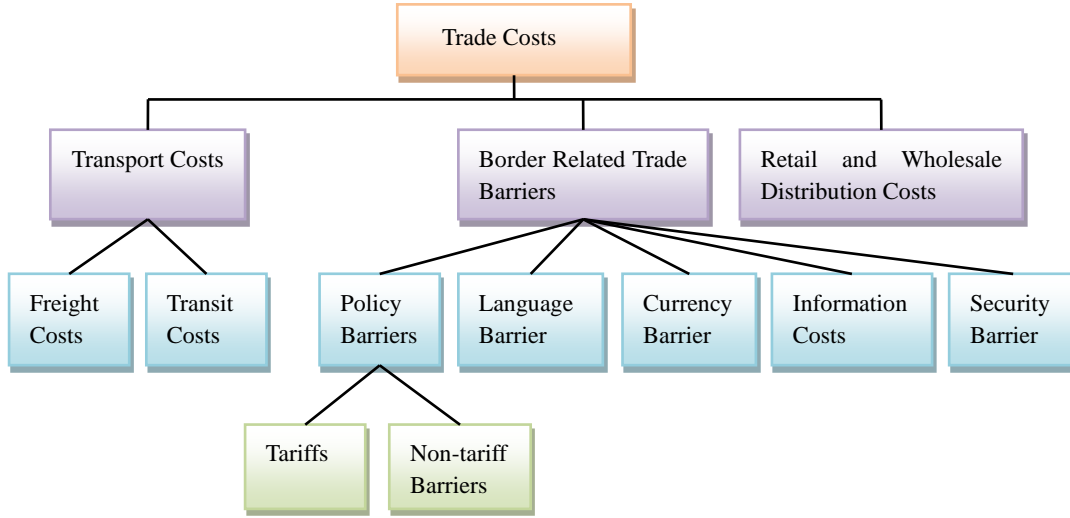 Trade Costs
Transport Costs
Border Related Trade
Barriers
Retail and Wholesale
Distribution Costs
Freight
Costs
Transit
Costs
Policy
Barriers
Language
Barrier
Currency
Barrier
Information
Costs
Security
Barrier
Tariffs
Non-tariff
Barriers